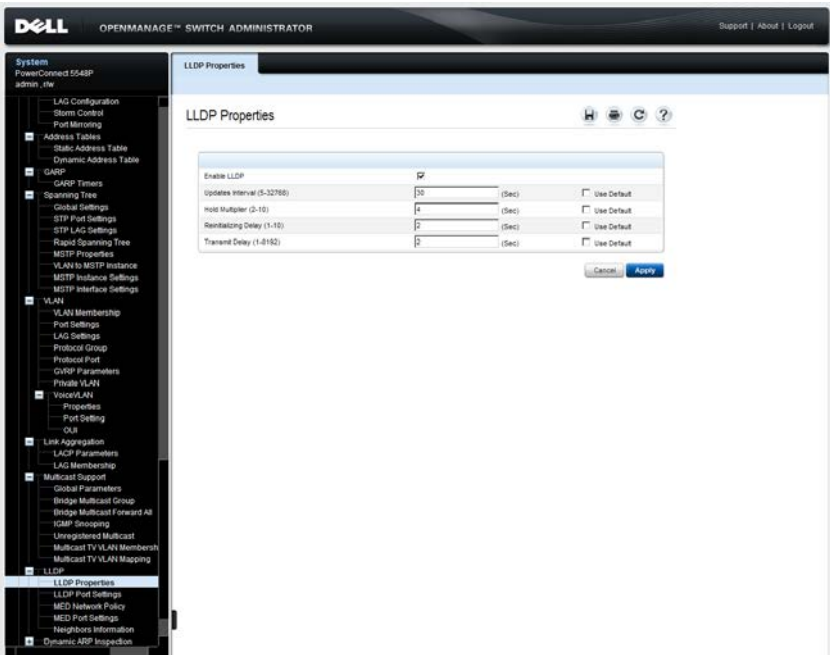 DELL
OPENMANAGE™ SWITCH ADMINISTRATOR
Support | About | Logout
System
PowerConnect 5548P
admin , r/w
LAG Configuration
Storm Control
Port Mirroring
Address Tables
Static Address Table
Dynamic Address Table
GARP
GARP Timers
Spanning Tree
Global Settings
STP Port Settings
STP LAG Settings
Rapid Spanning Tree
MSTP Properties
VLAN to MSTP Instance
MSTP Instance Settings
MSTP Interface Settings
VLAN
VLAN Membership
Port Settings
LAG Settings
Protocol Group
Protocol Port
GVRP Parameters
Private VLAN
VoiceVLAN
Properties
Port Setting
OUI
Link Aggregation
LACP Parameters
LAG Membership
Multicast Support
Global Parameters
Bridge Multicast Group
Bridge Multicast Forward All
IGMP Snooping
Unregistered Multicast
Multicast TV VLAN Membersh
Multicast TV VLAN Mapping
LLDP
LLDP Properties
LLDP Port Settings
MED Network Policy
MED Port Settings
Neighbors Information
Dynamic ARP Inspection
LLDP Properties
LLDP Properties
Enable LLDP
Updates Interval (5-32768) 30 (Sec) Use Default
Hold Multiplier (2-10) 4 (Sec) Use Default
Reinitializing Delay (1-10) 2 (Sec) Use Default
Transmit Delay (1-8192) 2 (Sec) Use Default
Cancel Apply